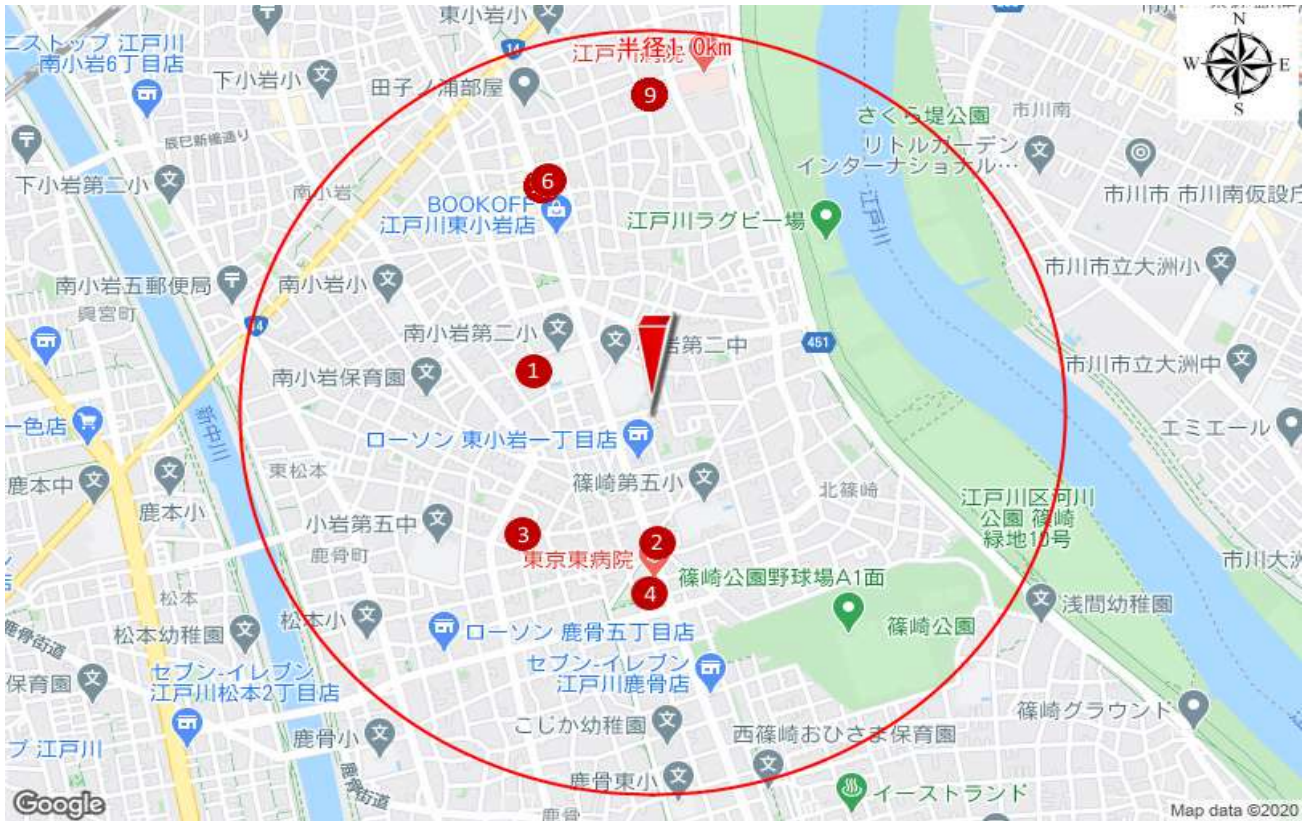 東小岩小
ニストップ 江戸川
南小岩6丁目店
14
半径1.0km
江戸川病院
N
W
E
S
下小岩小
田子ノ浦部屋
9
さくら堤公園
市川南
辰巳新橋通り
リトルガーデン
インターナショナル…
下小岩第二小
南小岩
6
BOOKOFF
江戸川東小岩店
市川市 市川南仮設庁
江戸川ラグビー場
江戸川
南小岩五郵便局
南小岩小
市川市立大洲小
興宮町
14
南小岩第二小
岩第二中
451
1
南小岩保育園
市川市立大洲中
一色店
新中川
ローソン 東小岩一丁目店
エミエール
東松本
鹿本中
鹿本小
篠崎第五小
北篠崎
江戸川区河川
公園 篠崎
緑地10号
小岩第五中
鹿骨町
3
2
東京東病院
市川大洲
4
篠崎公園野球場A1面
松本
浅間幼稚園
松本幼稚園
松本小
ローソン 鹿骨五丁目店
篠崎公園
鹿骨街道
保育園
セブン-イレブン
江戸川松本2丁目店
セブン-イレブン
江戸川鹿骨店
篠崎グラウンド
こじか幼稚園
西篠崎おひさま保育園
ブ 江戸川
鹿骨小
鹿骨街道
鹿骨東小
イーストランド
鹿骨
Google
Map data ©2020